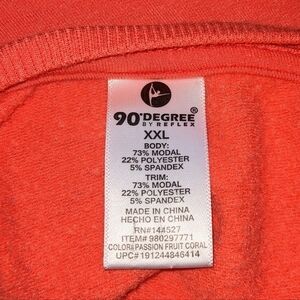 90°DEGREE®
BY REFLEX
XXL
BODY:
73% MODAL
22% POLYESTER
5% SPANDEX
TRIM:
73% MODAL
22% POLYESTER
5% SPANDEX
MADE IN CHINA
HECHO EN CHINA
RN#144527
ITEM# 980297771
COLOR#PASSION FRUIT CORAL
UPC#191244846414